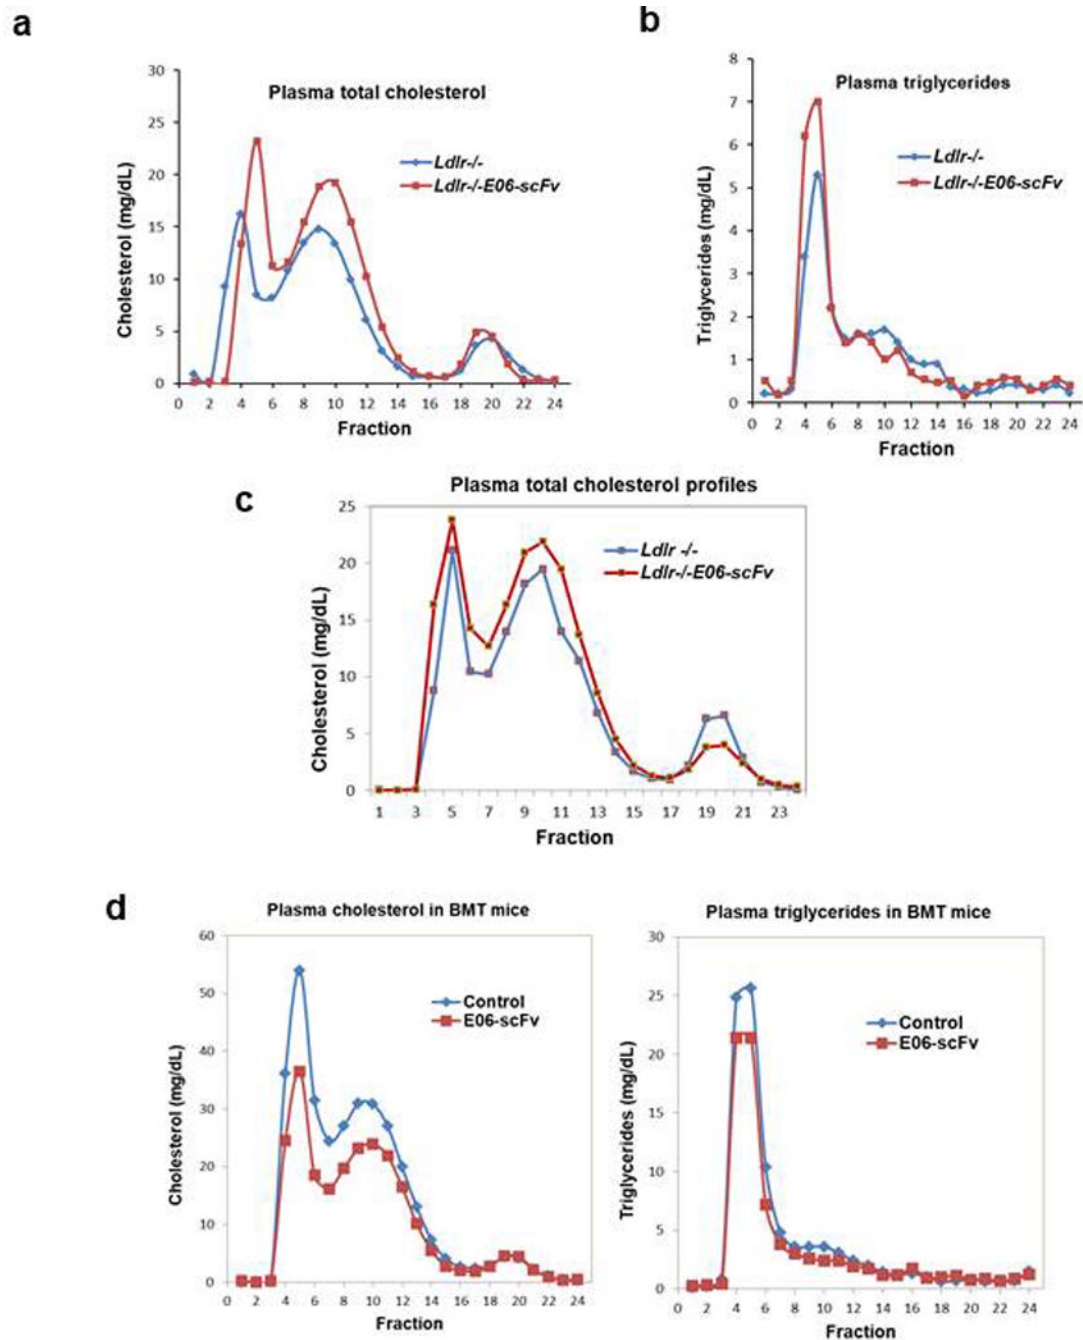 a
Plasma total cholesterol
Ldlr-/-
Ldlr-/-E06-scFv
Cholesterol (mg/dL)
30
25
20
15
10
5
0
0 2 4 6 8 10 12 14 16 18 20 22 24
Fraction
b
Plasma triglycerides
Ldlr-/-
Ldlr-/-E06-scFv
Triglycerides (mg/dL)
8
7
6
5
4
3
2
1
0
0 2 4 6 8 10 12 14 16 18 20 22 24
Fraction
c
Plasma total cholesterol profiles
Ldlr -/-
Ldlr-/-E06-scFv
Cholesterol (mg/dL)
25
20
15
10
5
0
1 3 5 7 9 11 13 15 17 19 21 23
Fraction
d
Plasma cholesterol in BMT mice
Control
E06-scFv
Cholesterol (mg/dL)
60
50
40
30
20
10
0
0 2 4 6 8 10 12 14 16 18 20 22 24
Fraction
Plasma triglycerides in BMT mice
Control
E06-scFv
Triglycerides (mg/dL)
30
25
20
15
10
5
0
0 2 4 6 8 10 12 14 16 18 20 22 24
Fraction